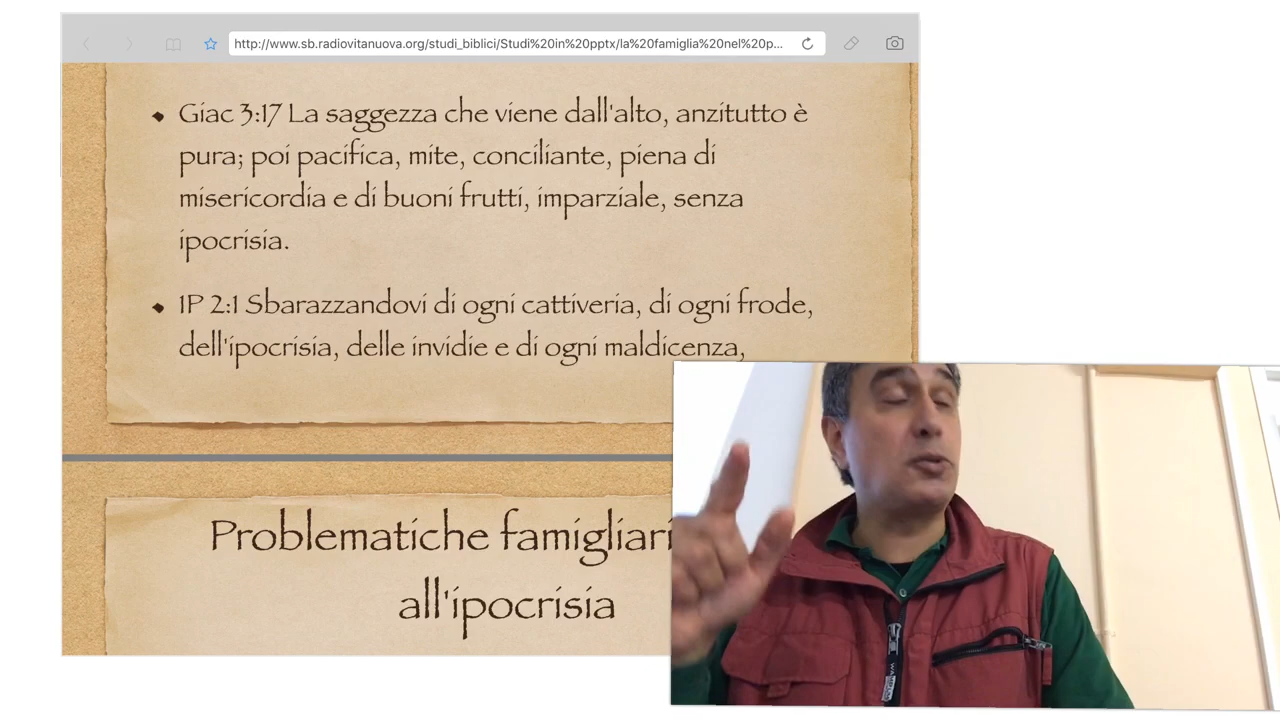 http://www.sb.radiovitanuova.org/studi_biblici/Studi%20in%20pptx/la%20famiglia%20nel%20p...
Giac 3:17 La saggezza che viene dall'alto, anzitutto è
pura; poi pacifica, mite, conciliante, piena di
misericordia e di buoni frutti, imparziale, senza
ipocrisia.
1P 2:1 Sbarazzandovi di ogni cattiveria, di ogni frode,
dell'ipocrisia, delle invidie e di ogni maldicenza,
Problematiche famigliari
all'ipocrisia